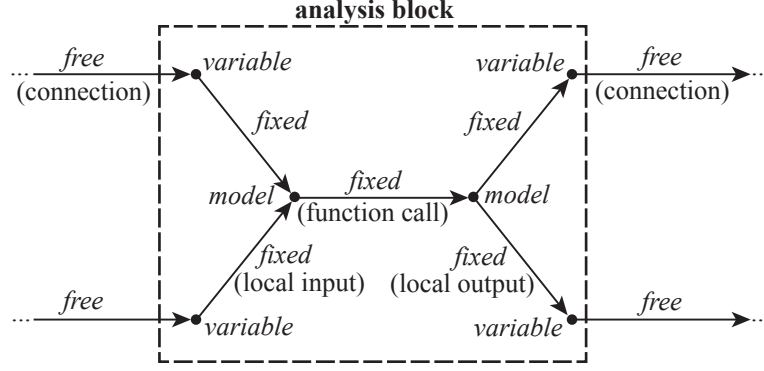 analysis block
free
free
(connection)
variable
variable
(connection)
fixed
fixed
model
fixed
model
(function call)
fixed
(local input)
fixed
(local output)
... free
variable
variable
free ...